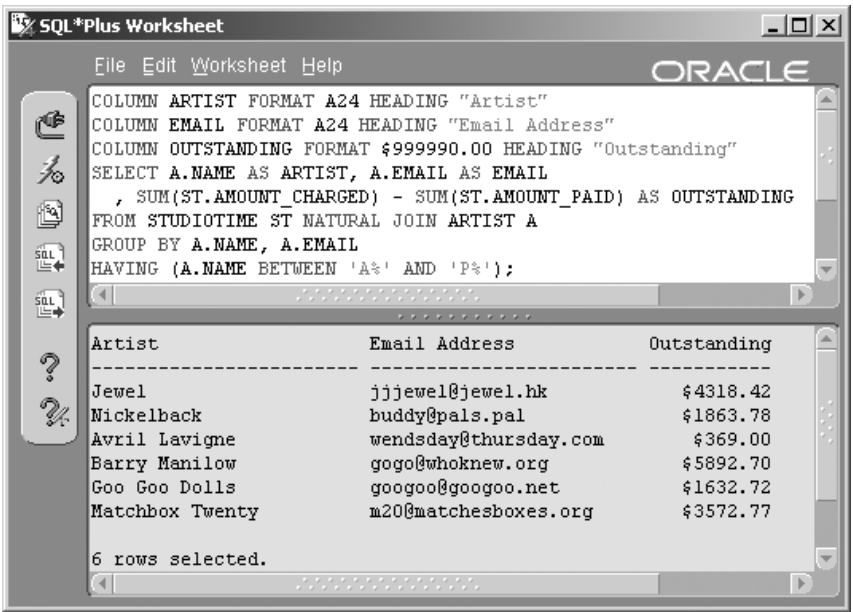 SQL*Plus Worksheet
File Edit Worksheet Help
ORACLE
COLUMN ARTIST FORMAT A24 HEADING "Artist"
COLUMN EMAIL FORMAT A24 HEADING "Email Address"
COLUMN OUTSTANDING FORMAT $999990.00 HEADING "Outstanding"
SELECT A.NAME AS ARTIST, A.EMAIL AS EMAIL
, SUM(ST.AMOUNT_CHARGED) - SUM(ST.AMOUNT_PAID) AS OUTSTANDING
FROM STUDIOTIME ST NATURAL JOIN ARTIST A
GROUP BY A.NAME, A.EMAIL
HAVING (A.NAME BETWEEN 'A%' AND 'P%');
Artist Email Address Outstanding
------------------------ ------------------------ -----------
Jewel jjjewel@jewel.hk $4318.42
Nickelback buddy@pals.pal $1863.78
Avril Lavigne wendsday@thursday.com $369.00
Barry Manilow gogo@whoknew.org $5892.70
Goo Goo Dolls googoo@googoo.net $1632.72
Matchbox Twenty m20@matchesboxes.org $3572.77
6 rows selected.